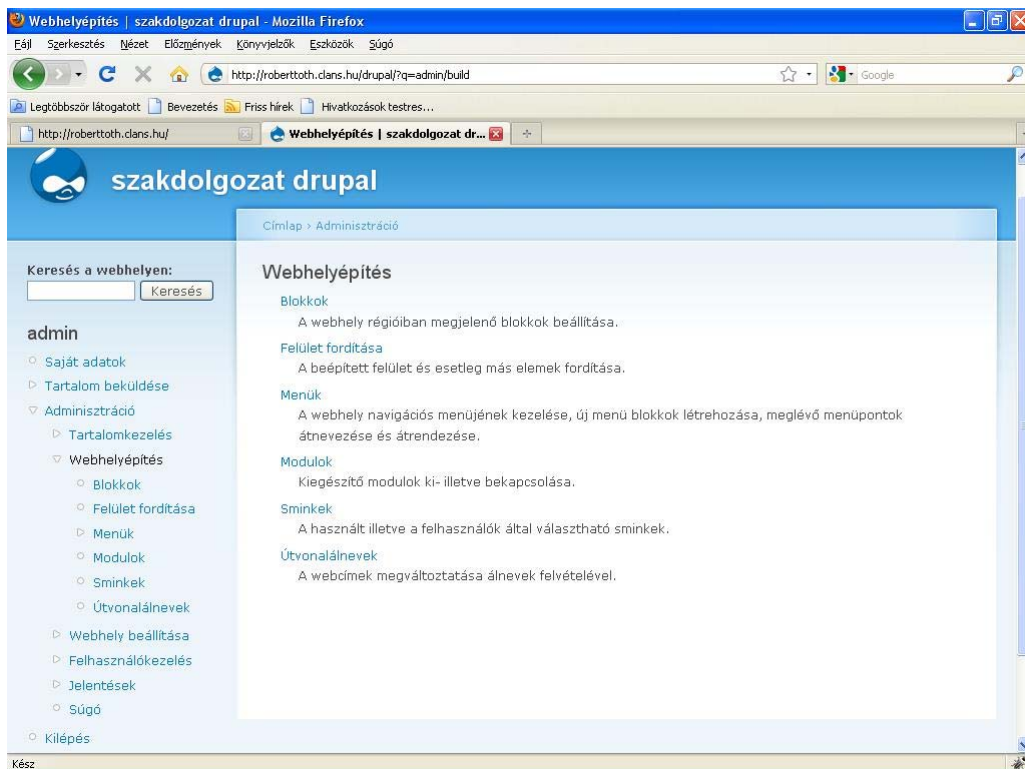 Webhelyépítés | szakdolgozat drupal - Mozilla Firefox
Fájl Szerkesztés Nézet Előzmények Könyvjelzők Eszközök Súgó
http://roberttoth.clans.hu/drupal/?q=admin/build
Google
Legtöbbször látogatott Bevezetés Friss hírek Hivatkozások testres...
http://roberttoth.clans.hu/
Webhelyépítés | szakdolgozat dr...
szakdolgozat drupal
Címlap › Adminisztráció
Keresés a webhelyen:
Keresés
admin
Saját adatok
Tartalom beküldése
Adminisztráció
Tartalomkezelés
Webhelyépítés
Blokkok
Felület fordítása
Menük
Modulok
Sminkek
Útvonalálnevek
Webhely beállítása
Felhasználókezelés
Jelentések
Súgó
Kilépés
Webhelyépítés
Blokkok
A webhely régióiban megjelenő blokkok beállítása.
Felület fordítása
A beépített felület és esetleg más elemek fordítása.
Menük
A webhely navigációs menüjének kezelése, új menü blokkok létrehozása, meglévő menüpontok
átnevezése és átrendezése.
Modulok
Kiegészítő modulok ki- illetve bekapcsolása.
Sminkek
A használt illetve a felhasználók által választható sminkek.
Útvonalálnevek
A webcímek megváltoztatása álnevek felvételével.
Kész